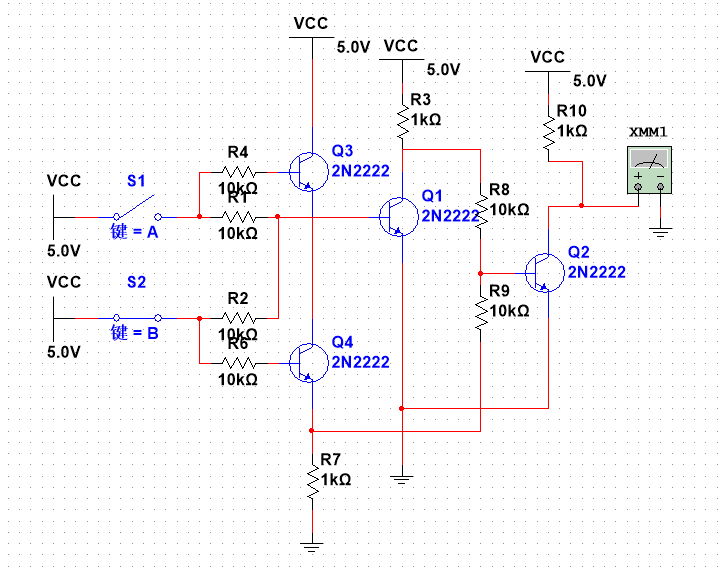 VCC
5.0V
VCC
5.0V
VCC
5.0V
R3
1kΩ
R10
1kΩ
XMM1
R4
10kΩ
Q3
2N2222
VCC
S1
键 = A
5.0V
R1
10kΩ
Q1
2N2222
R8
10kΩ
Q2
2N2222
VCC
S2
键 = B
5.0V
R2
10kΩ
R9
10kΩ
R6
10kΩ
Q4
2N2222
R7
1kΩ